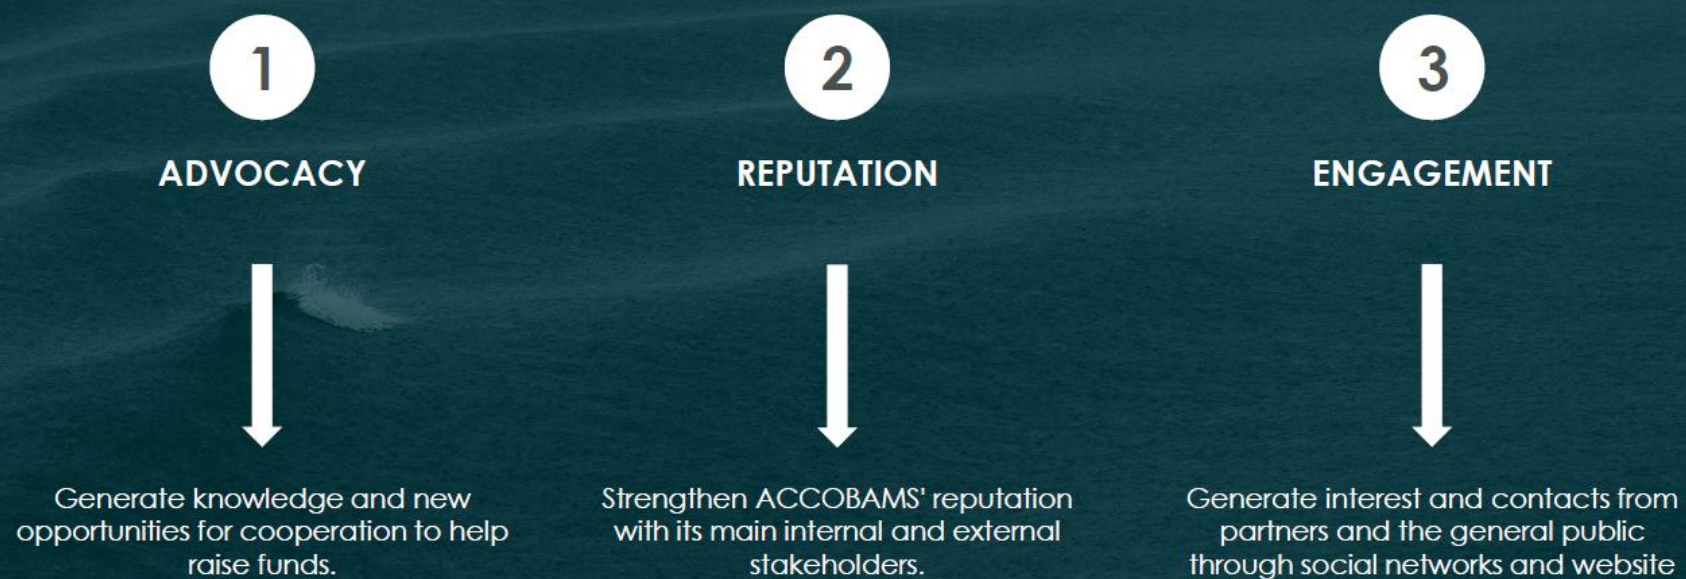 1
ADVOCACY
Generate knowledge and new
opportunities for cooperation to help
raise funds.
2
REPUTATION
Strengthen ACCOBAMS' reputation
with its main internal and external
stakeholders.
3
ENGAGEMENT
Generate interest and contacts from
partners and the general public
through social networks and website